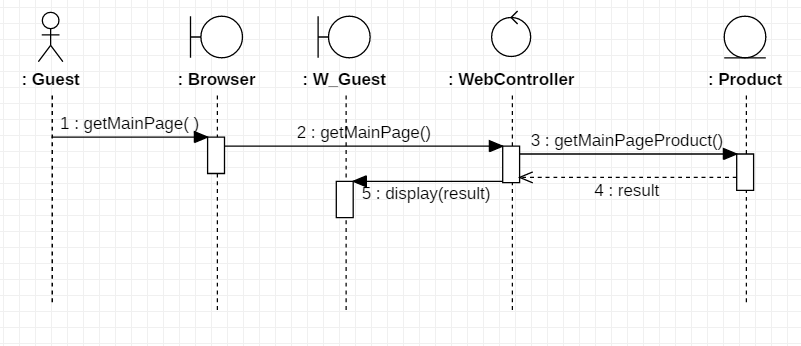 : Guest
: Browser
: W_Guest
: WebController
: Product
1 : getMainPage( )
2 : getMainPage()
3 : getMainPageProduct()
4 : result
5 : display(result)